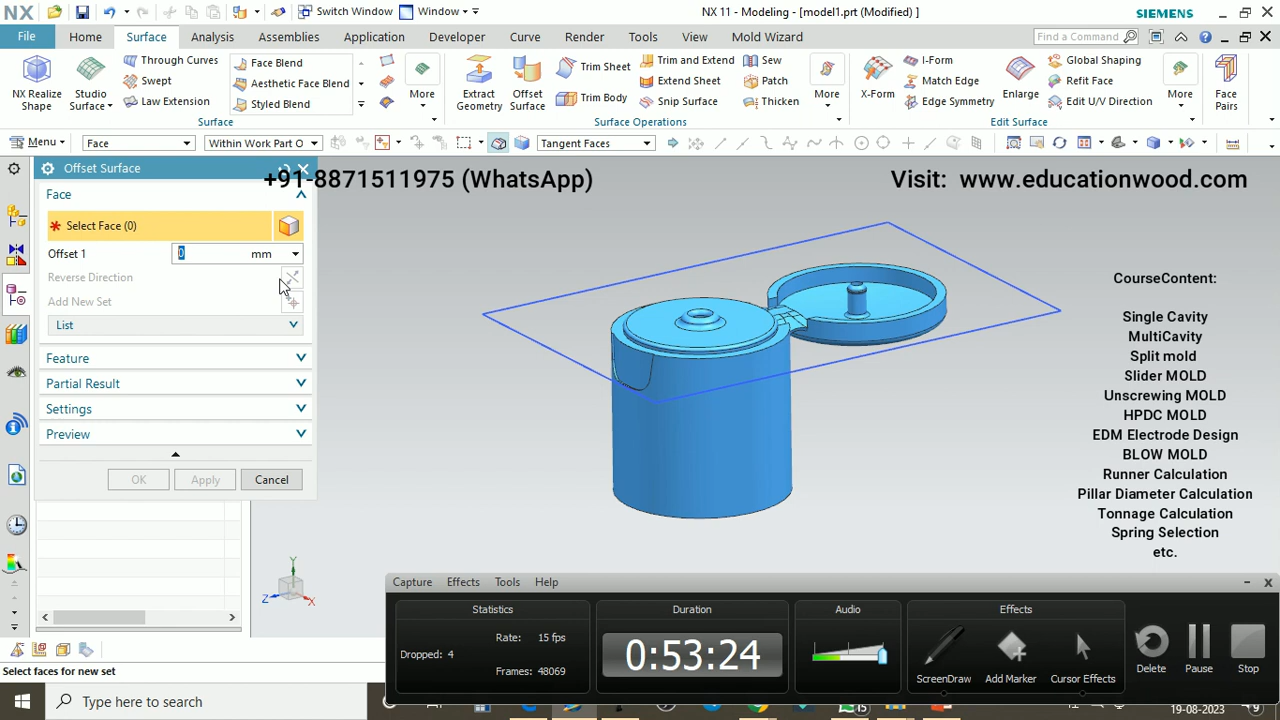 NX
Switch Window
Window
NX 11 - Modeling - [model1.prt (Modified) ]
SIEMENS
File
Home
Surface
Analysis
Assemblies
Application
Developer
Curve
Render
Tools
View
Mold Wizard
Find a Command
NX Realize Shape
Studio Surface
Through Curves
Swept
Law Extension
Face Blend
Aesthetic Face Blend
Styled Blend
More
Surface
Extract Geometry
Offset Surface
Trim Sheet
Trim Body
Trim and Extend
Extend Sheet
Snip Surface
Sew
Patch
Thicken
More
Surface Operations
X-Form
I-Form
Match Edge
Edge Symmetry
Enlarge
Global Shaping
Refit Face
Edit U/V Direction
More
Edit Surface
Face Pairs
Menu
Face
Within Work Part O
Tangent Faces
Offset Surface
+91-8871511975 (WhatsApp)
Visit: www.educationwood.com
Face
* Select Face (0)
Offset 1
0
mm
Reverse Direction
Add New Set
List
Feature
Partial Result
Settings
Preview
OK
Apply
Cancel
CourseContent:
Single Cavity
MultiCavity
Split mold
Slider MOLD
Unscrewing MOLD
HPDC MOLD
EDM Electrode Design
BLOW MOLD
Runner Calculation
Pillar Diameter Calculation
Tonnage Calculation
Spring Selection
etc.
Y
Z
X
Capture
Effects
Tools
Help
Statistics
Rate: 15 fps
Dropped: 4
Frames: 48069
Duration
0:53:24
Audio
Effects
ScreenDraw
Add Marker
Cursor Effects
Delete
Pause
Stop
Select faces for new set
Type here to search
15
19-08-2023